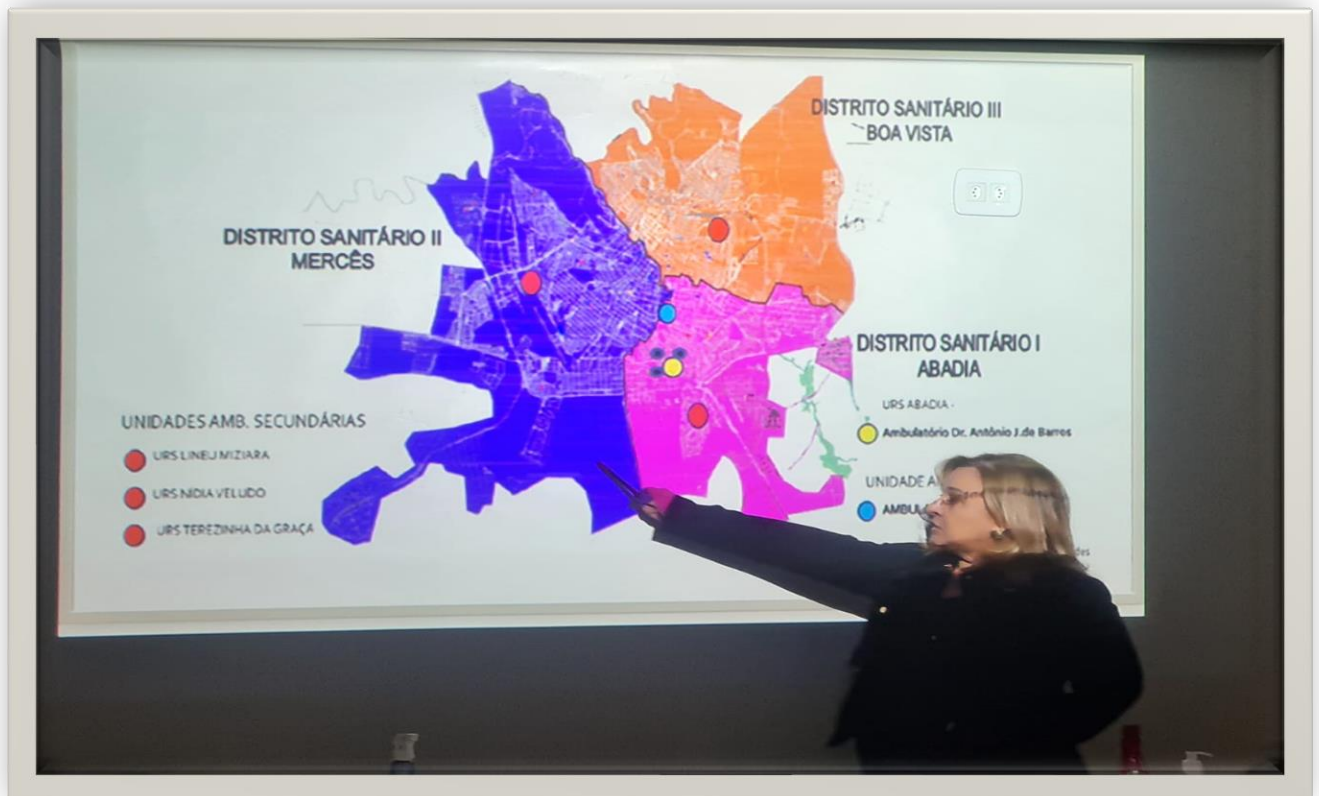 DISTRITO SANITÁRIO III
BOA VISTA
DISTRITO SANITÁRIO II
MERCÊS
DISTRITO SANITÁRIO I
ABADIA
URS ABADIA -
Ambulatório Dr. Antônio J.de Barros
UNIDADE
UNIDADES AMB. SECUNDÁRIAS
URS LINEU MIZIARA
URS NIDIA VELUDO
URS TEREZINHA DA GRAÇA